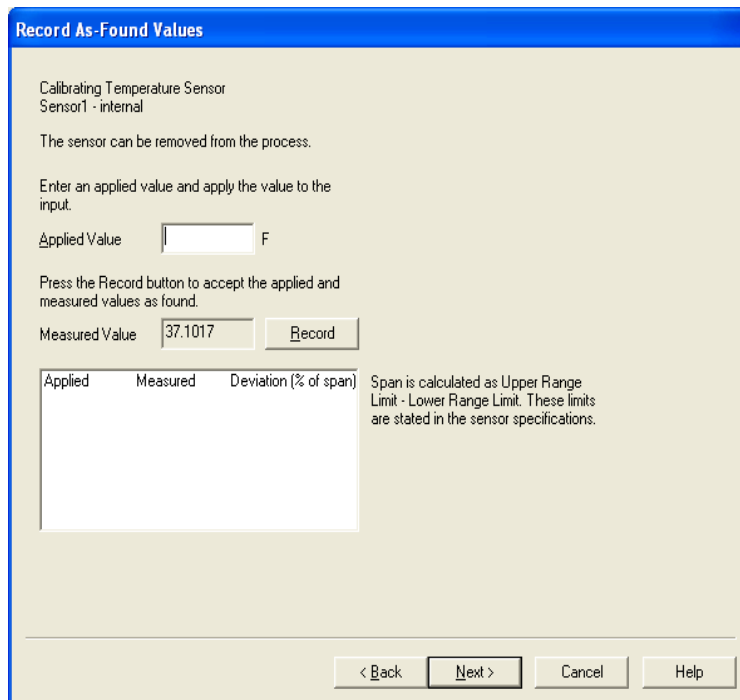 Record As-Found Values
Calibrating Temperature Sensor
Sensor1 - internal
The sensor can be removed from the process.
Enter an applied value and apply the value to the
input.
Applied Value F
Press the Record button to accept the applied and
measured values as found.
Measured Value 37.1017 Record
Applied Measured Deviation (% of span)
Span is calculated as Upper Range
Limit - Lower Range Limit. These limits
are stated in the sensor specifications.
< Back Next > Cancel Help